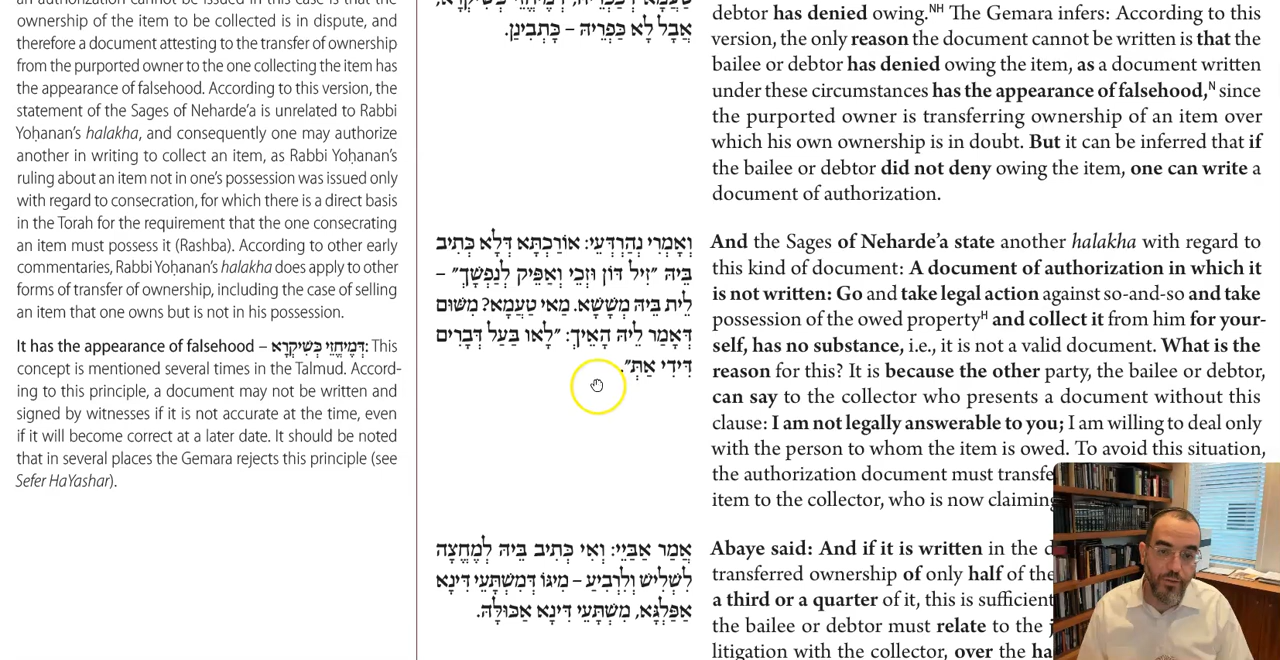 an authorization cannot be issued in this case is that the
ownership of the item to be collected is in dispute, and
therefore a document attesting to the transfer of ownership
from the purported owner to the one collecting the item has
the appearance of falsehood. According to this version, the
statement of the Sages of Neharde'a is unrelated to Rabbi
Yoḥanan's halakha, and consequently one may authorize
another in writing to collect an item, as Rabbi Yoḥanan's
ruling about an item not in one's possession was issued only
with regard to consecration, for which there is a direct basis
in the Torah for the requirement that the one consecrating
an item must possess it (Rashba). According to other early
commentaries, Rabbi Yoḥanan's halakha does apply to other
forms of transfer of ownership, including the case of selling
an item that one owns but is not in his possession.
It has the appearance of falsehood – דְּמֶיחֱזֵי כְּשִׁיקְרָא: This
concept is mentioned several times in the Talmud. Accord-
ing to this principle, a document may not be written and
signed by witnesses if it is not accurate at the time, even
if it will become correct at a later date. It should be noted
that in several places the Gemara rejects this principle (see
Sefer HaYashar).
טַעְמָא דְּכַפְרֵיהּ, דְּמֶיחֱזֵי כְּשִׁיקְרָא,
אֲבָל לָא כַּפְרֵיהּ – כָּתְבִינַן.
וְאָמְרִי נְהַרְדָּעֵי: אוּרְכְתָּא דְּלָא כְּתִיב
בֵּיהּ "זִיל דּוֹן וּזְכֵי וְאַפֵּיק לְנַפְשָׁךְ" –
לֵית בֵּיהּ מְשָׁשָׁא. מַאי טַעְמָא? מִשּׁוּם
דְּאָמַר לֵיהּ הָאֵיךְ: "לָאו בַּעַל דְּבָרִים
דִּידִי אַתְּ".
אָמַר אַבַּיֵי: וְאִי כְּתִיב בֵּיהּ לְמֶחֱצָה
לִשְׁלִישׁ וְלִרְבִיעַ – מִיגּוֹ דְּמִשְׁתַּעֵי דִּינָא
אַפַּלְגָּא, מִשְׁתַּעֵי דִּינָא אַכּוּלָּהּ.
debtor has denied owing.NH The Gemara infers: According to this
version, the only reason the document cannot be written is that the
bailee or debtor has denied owing the item, as a document written
under these circumstances has the appearance of falsehood,N since
the purported owner is transferring ownership of an item over
which his own ownership is in doubt. But it can be inferred that if
the bailee or debtor did not deny owing the item, one can write a
document of authorization.
And the Sages of Neharde'a state another halakha with regard to
this kind of document: A document of authorization in which it
is not written: Go and take legal action against so-and-so and take
possession of the owed propertyH and collect it from him for your-
self, has no substance, i.e., it is not a valid document. What is the
reason for this? It is because the other party, the bailee or debtor,
can say to the collector who presents a document without this
clause: I am not legally answerable to you; I am willing to deal only
with the person to whom the item is owed. To avoid this situation,
the authorization document must transfe
item to the collector, who is now claiming
Abaye said: And if it is written in the d
transferred ownership of only half of the
a third or a quarter of it, this is sufficient
the bailee or debtor must relate to the j
litigation with the collector, over the ha